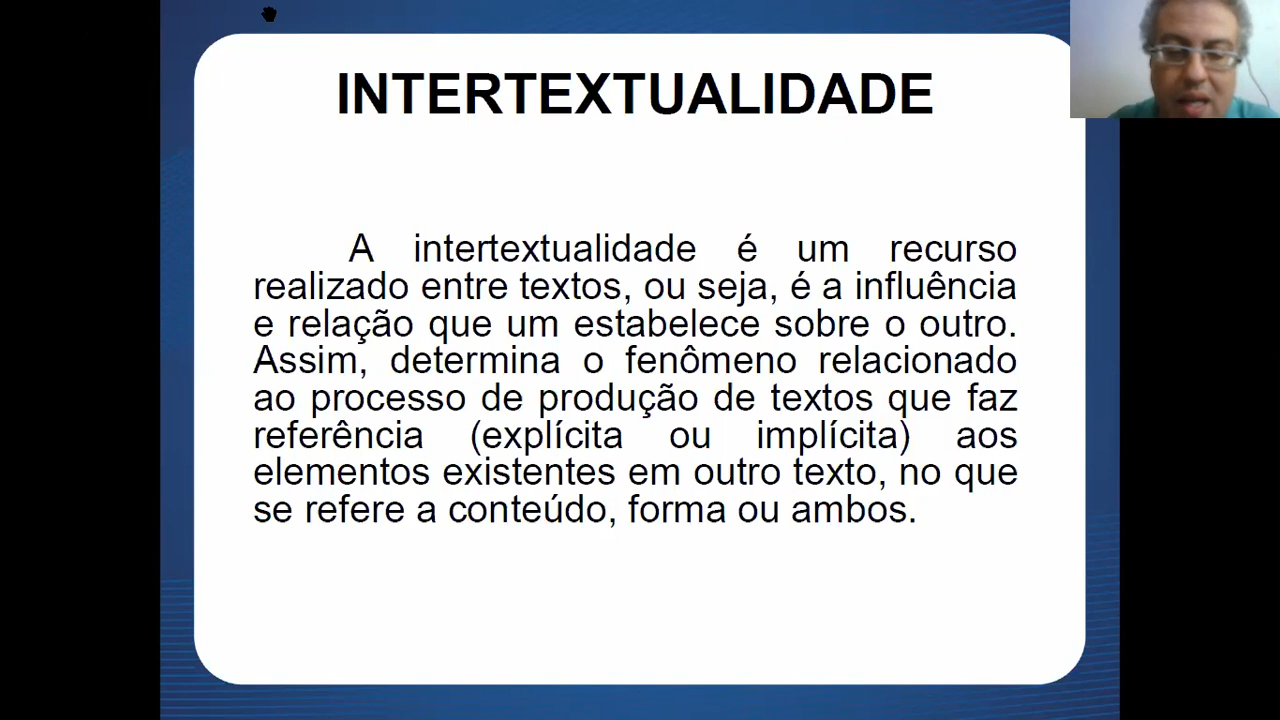 INTERTEXTUALIDADE
A intertextualidade é um recurso
realizado entre textos, ou seja, é a influência
e relação que um estabelece sobre o outro.
Assim, determina o fenômeno relacionado
ao processo de produção de textos que faz
referência (explícita ou implícita) aos
elementos existentes em outro texto, no que
se refere a conteúdo, forma ou ambos.